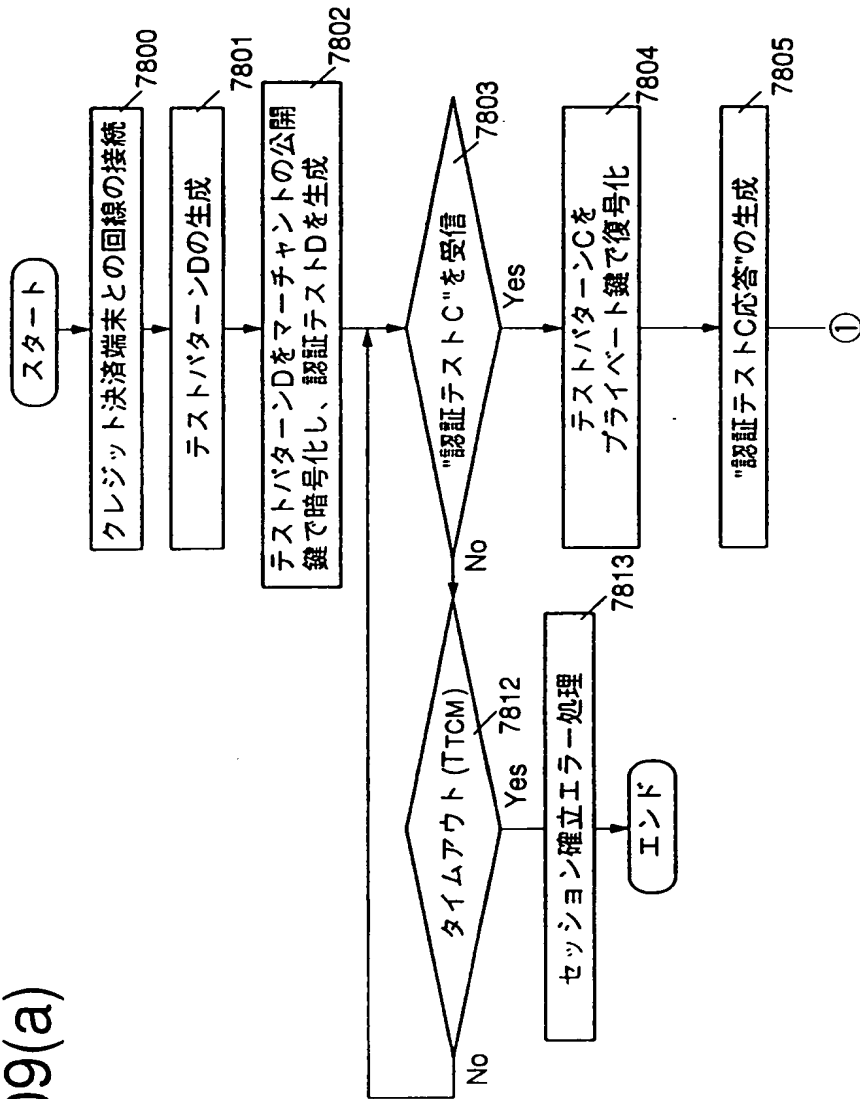 09(a)
スタート
クレジット決済端末との回線の接続
7800
テストパターンDの生成
7801
テストパターンDをマーチャントの公開
鍵で暗号化し、認証テストDを生成
7802
"認証テストC"を受信
7803
Yes
No
テストパターンCを
プライベート鍵で復号化
7804
"認証テストC応答"の生成
7805
①
タイムアウト(TTCM)
7812
Yes
No
セッション確立エラー処理
7813
エンド